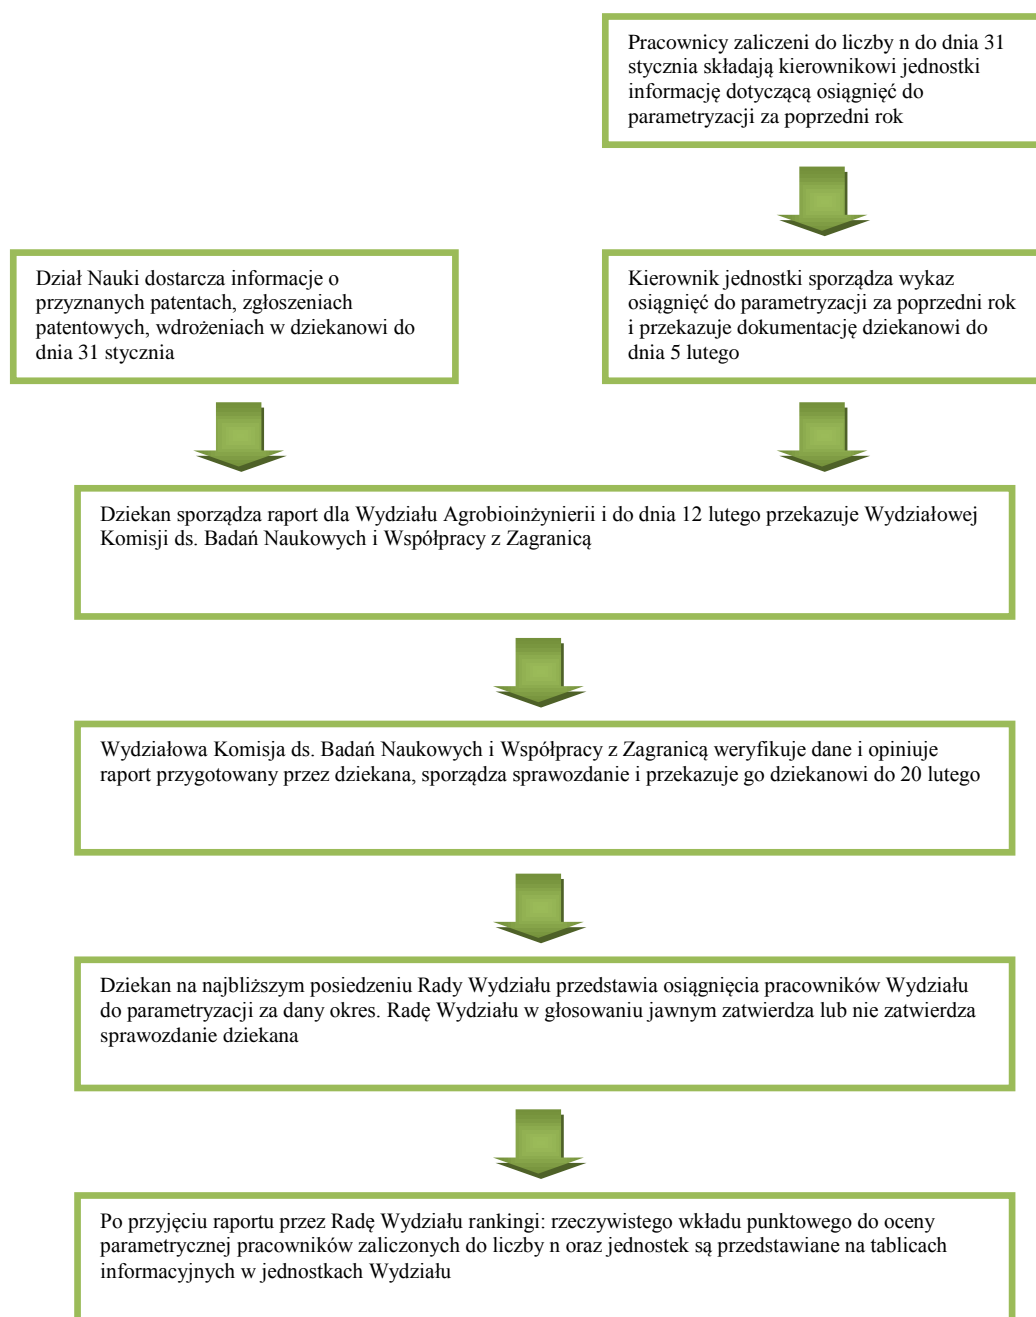 Pracownicy zaliczeni do liczby n do dnia 31
stycznia składają kierownikowi jednostki
informację dotyczącą osiągnięć do
parametryzacji za poprzedni rok
Dział Nauki dostarcza informacje o
przyznanych patentach, zgłoszeniach
patentowych, wdrożeniach w dziekanowi do
dnia 31 stycznia
Kierownik jednostki sporządza wykaz
osiągnięć do parametryzacji za poprzedni rok
i przekazuje dokumentację dziekanowi do
dnia 5 lutego
Dziekan sporządza raport dla Wydziału Agrobioinżynierii i do dnia 12 lutego przekazuje Wydziałowej
Komisji ds. Badań Naukowych i Współpracy z Zagranicą
Wydziałowa Komisja ds. Badań Naukowych i Współpracy z Zagranicą weryfikuje dane i opiniuje
raport przygotowany przez dziekana, sporządza sprawozdanie i przekazuje go dziekanowi do 20 lutego
Dziekan na najbliższym posiedzeniu Rady Wydziału przedstawia osiągnięcia pracowników Wydziału
do parametryzacji za dany okres. Radę Wydziału w głosowaniu jawnym zatwierdza lub nie zatwierdza
sprawozdanie dziekana
Po przyjęciu raportu przez Radę Wydziału rankingi: rzeczywistego wkładu punktowego do oceny
parametrycznej pracowników zaliczonych do liczby n oraz jednostek są przedstawiane na tablicach
informacyjnych w jednostkach Wydziału